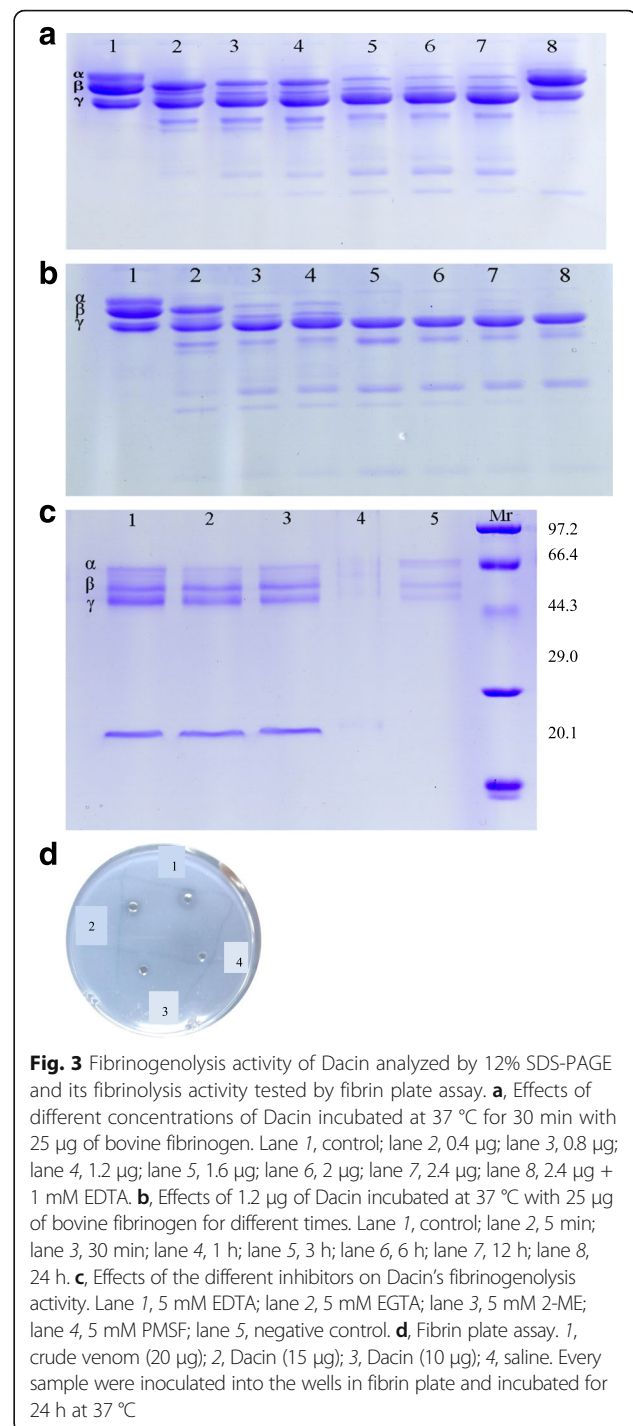 a
1 2 3 4 5 6 7 8
α
β
γ
b
1 2 3 4 5 6 7 8
α
β
γ
c
1 2 3 4 5 Mr
97.2
α
66.4
β
γ
44.3
29.0
20.1
d
1
2
4
3
Fig. 3 Fibrinogenolysis activity of Dacin analyzed by 12% SDS-PAGE
and its fibrinolysis activity tested by fibrin plate assay. a, Effects of
different concentrations of Dacin incubated at 37 °C for 30 min with
25 μg of bovine fibrinogen. Lane 1, control; lane 2, 0.4 μg; lane 3, 0.8 μg;
lane 4, 1.2 μg; lane 5, 1.6 μg; lane 6, 2 μg; lane 7, 2.4 μg; lane 8, 2.4 μg +
1 mM EDTA. b, Effects of 1.2 μg of Dacin incubated at 37 °C with 25 μg
of bovine fibrinogen for different times. Lane 1, control; lane 2, 5 min;
lane 3, 30 min; lane 4, 1 h; lane 5, 3 h; lane 6, 6 h; lane 7, 12 h; lane 8,
24 h. c, Effects of the different inhibitors on Dacin's fibrinogenolysis
activity. Lane 1, 5 mM EDTA; lane 2, 5 mM EGTA; lane 3, 5 mM 2-ME;
lane 4, 5 mM PMSF; lane 5, negative control. d, Fibrin plate assay. 1,
crude venom (20 μg); 2, Dacin (15 μg); 3, Dacin (10 μg); 4, saline. Every
sample were inoculated into the wells in fibrin plate and incubated for
24 h at 37 °C